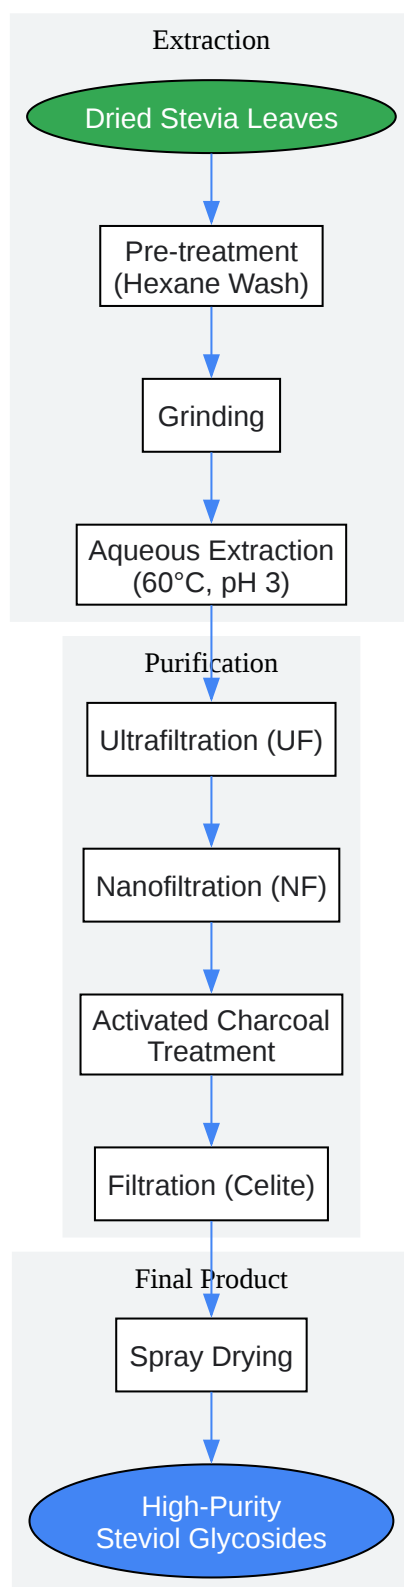 Extraction
Dried Stevia Leaves
Pre-treatment
(Hexane Wash)
Grinding
Aqueous Extraction
(60°C, pH 3)
Purification
Ultrafiltration (UF)
Nanofiltration (NF)
Activated Charcoal
Treatment
Filtration (Celite)
Final Product
Spray Drying
High-Purity
Steviol Glycosides